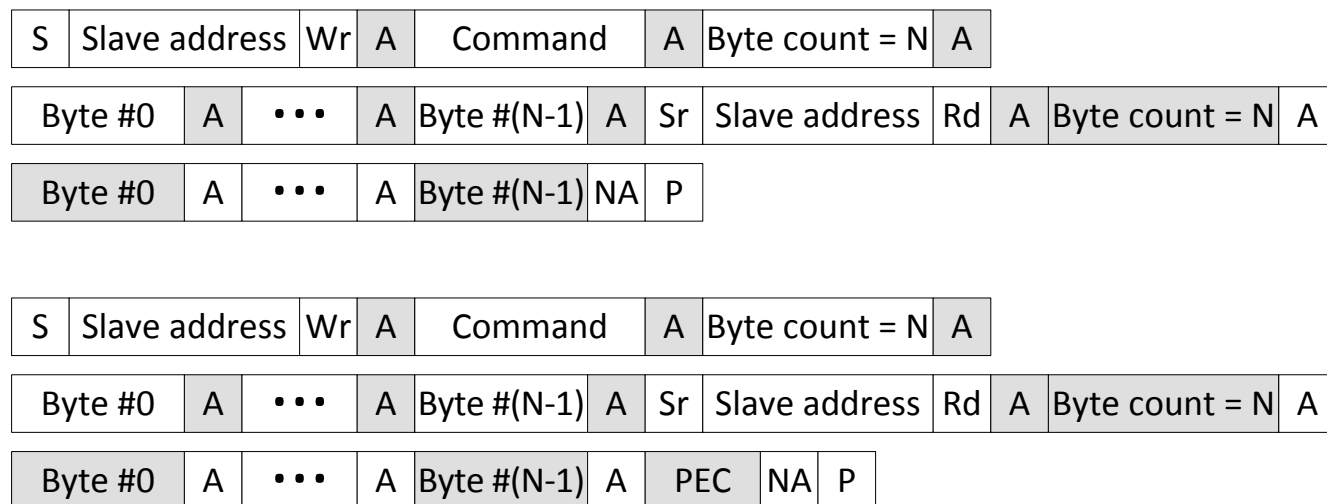 S Slave address Wr A Command A Byte count = N A
Byte #0 A ••• A Byte #(N-1) A Sr Slave address Rd A Byte count = N A
Byte #0 A ••• A Byte #(N-1) NA P
S Slave address Wr A Command A Byte count = N A
Byte #0 A ••• A Byte #(N-1) A Sr Slave address Rd A Byte count = N A
Byte #0 A ••• A Byte #(N-1) A PEC NA P